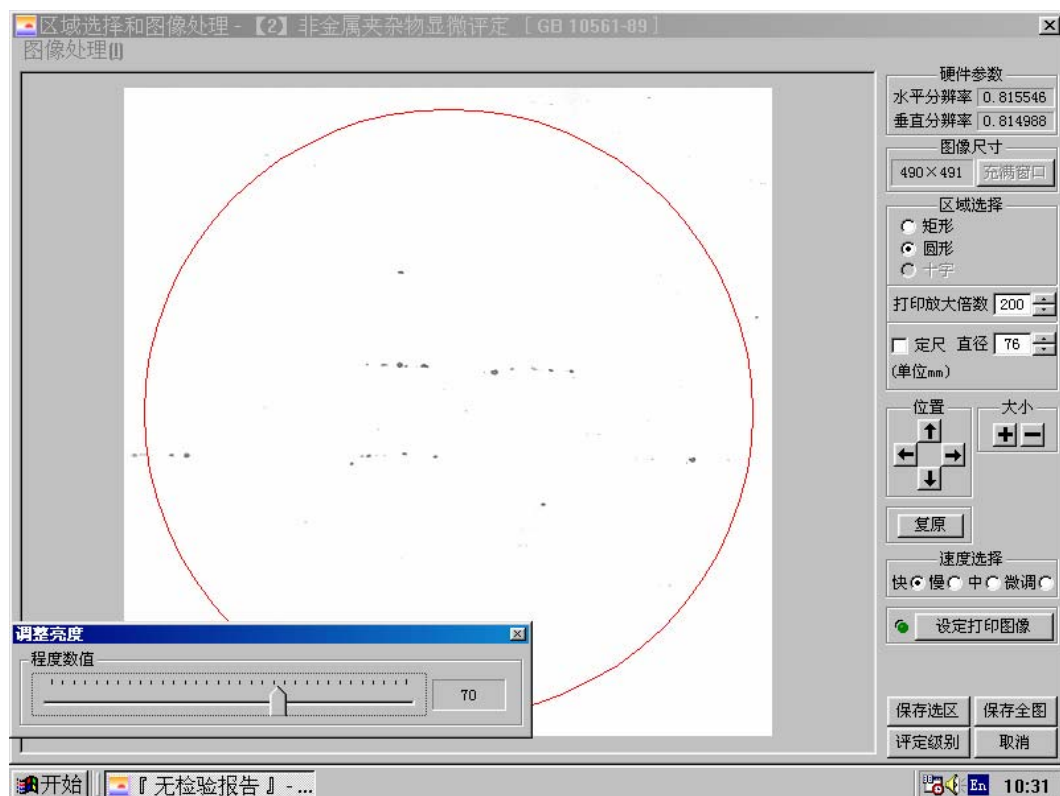 区域选择和图像处理 - 【2】非金属夹杂物显微评定 [ GB 10561-89 ]
图像处理(I)
硬件参数
水平分辨率 0.815546
垂直分辨率 0.814988
图像尺寸
490×491 充满窗口
区域选择
矩形
圆形
十字
打印放大倍数 200
定尺 直径 76
(单位mm)
位置 大小
复原
速度选择
快 慢 中 微调
设定打印图像
调整亮度
程度数值
70
保存选区 保存全图
评定级别 取消
开始 『 无检验报告 』 - ... En 10:31